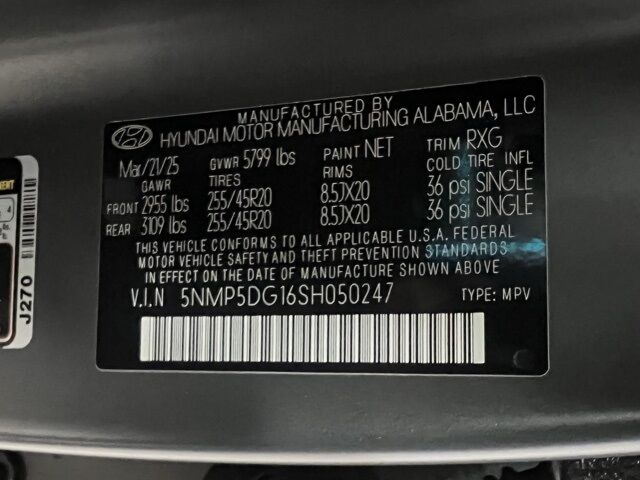 MANUFACTURED BY
HYUNDAI MOTOR MANUFACTURING ALABAMA, LLC
Mar/21/25 GVWR 5799 lbs PAINT NET TRIM RXG
GAWR TIRES RIMS COLD TIRE INFL
FRONT 2955 lbs 255/45R20 8.5JX20 36 psi SINGLE
REAR 3109 lbs 255/45R20 8.5JX20 36 psi SINGLE
THIS VEHICLE CONFORMS TO ALL APPLICABLE U.S.A. FEDERAL
MOTOR VEHICLE SAFETY AND THEFT PREVENTION STANDARDS
IN EFFECT ON THE DATE OF MANUFACTURE SHOWN ABOVE
V.I.N 5NMP5DG16SH050247 TYPE: MPV
J270
4